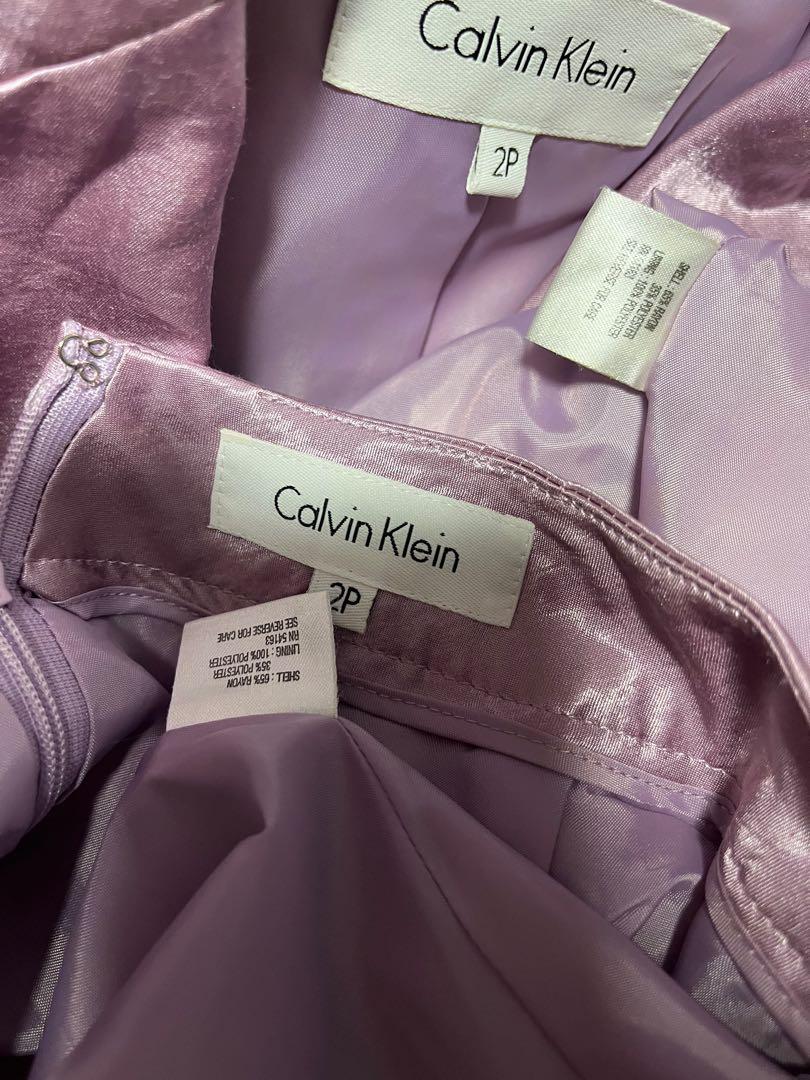 Calvin Klein
2P
SHELL : 65% RAYON
35% POLYESTER
LINING : 100% POLYESTER
SEE REVERSE FOR CARE
Calvin Klein
2P
SHELL : 65% RAYON
35% POLYESTER
LINING : 100% POLYESTER
RN 54163
SEE REVERSE FOR CARE